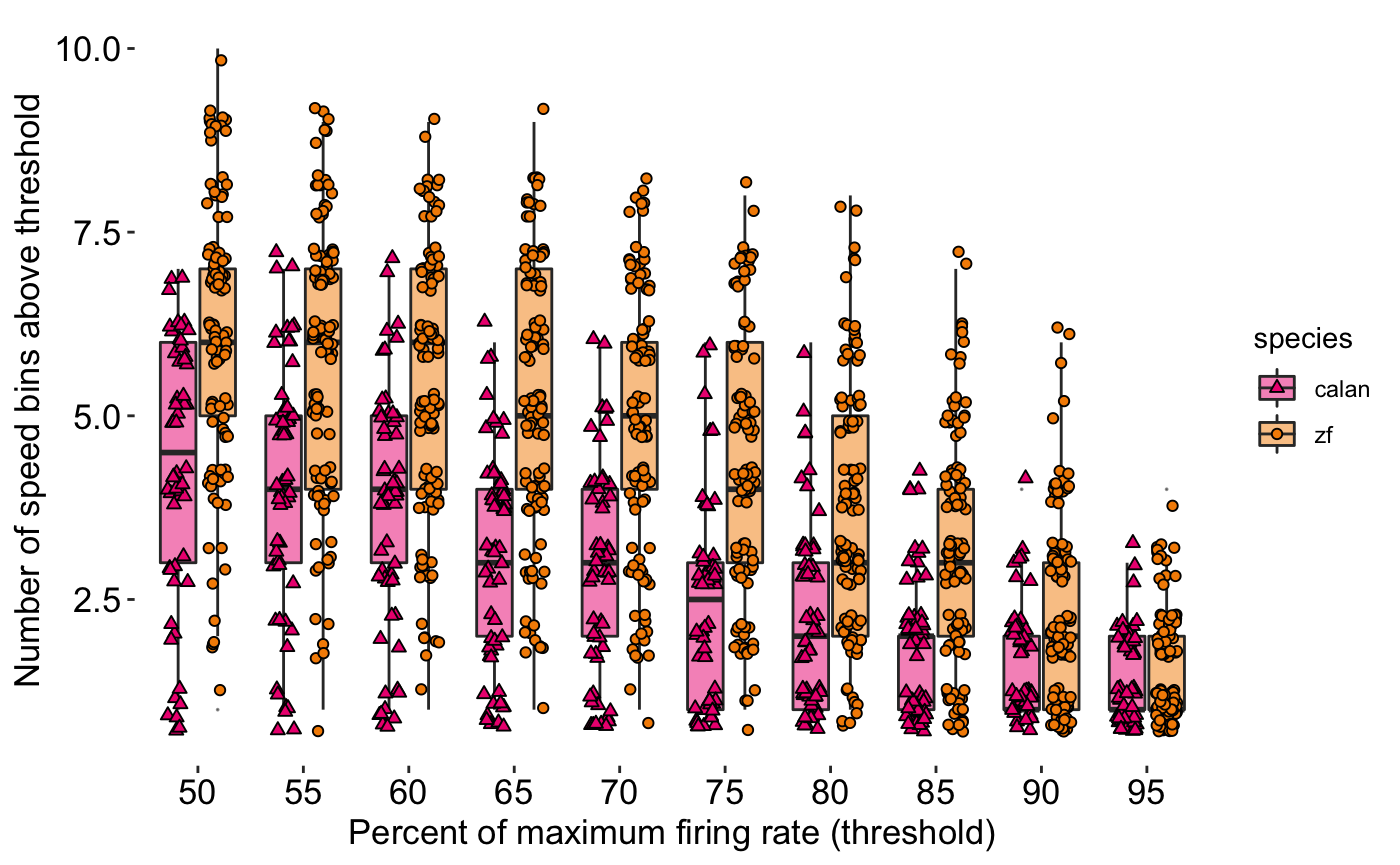 Number of speed bins above threshold
10.0
7.5
5.0
2.5
50 55 60 65 70 75 80 85 90 95
Percent of maximum firing rate (threshold)
species
calan
zf